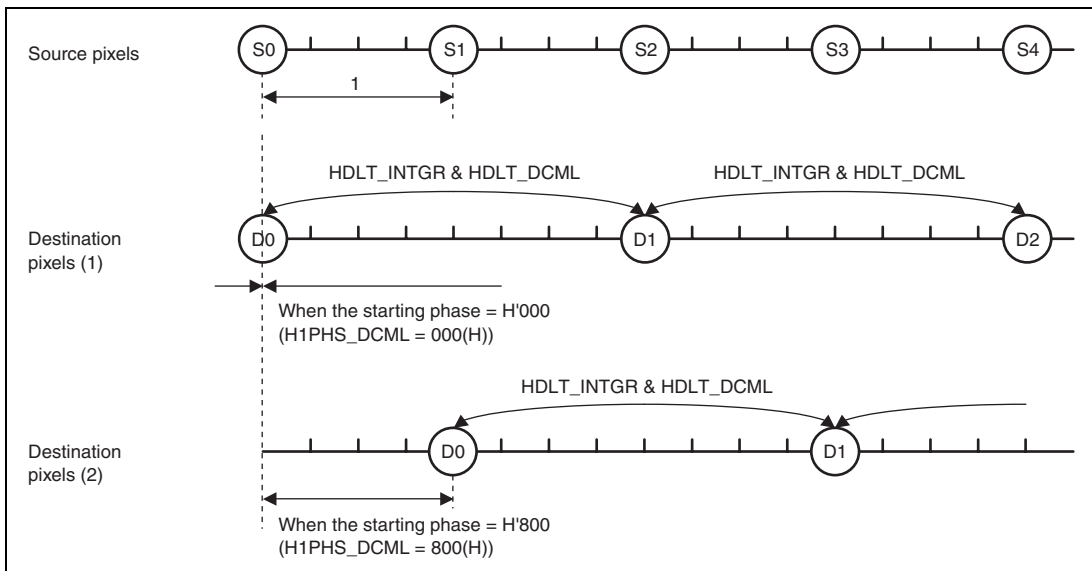 Source pixels
S0 S1 S2 S3 S4
1
HDLT_INTGR & HDLT_DCML HDLT_INTGR & HDLT_DCML
Destination
pixels (1)
D0 D1 D2
When the starting phase = H'000
(H1PHS_DCML = 000(H))
HDLT_INTGR & HDLT_DCML
Destination
pixels (2)
D0 D1
When the starting phase = H'800
(H1PHS_DCML = 800(H))